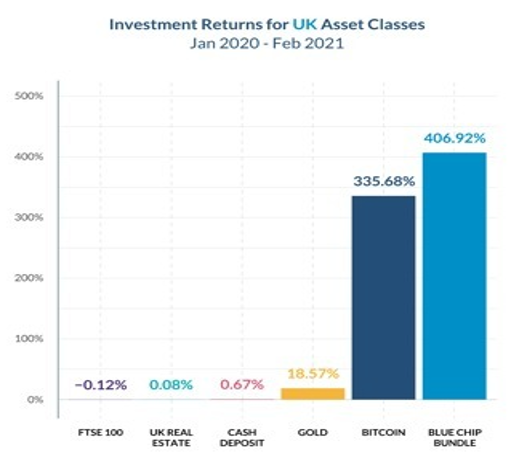 Investment Returns for UK Asset Classes
Jan 2020 - Feb 2021
500%
400%
300%
200%
100%
0%
−0.12%
0.08%
0.67%
18.57%
335.68%
406.92%
FTSE 100
UK REAL
ESTATE
CASH
DEPOSIT
GOLD
BITCOIN
BLUE CHIP
BUNDLE